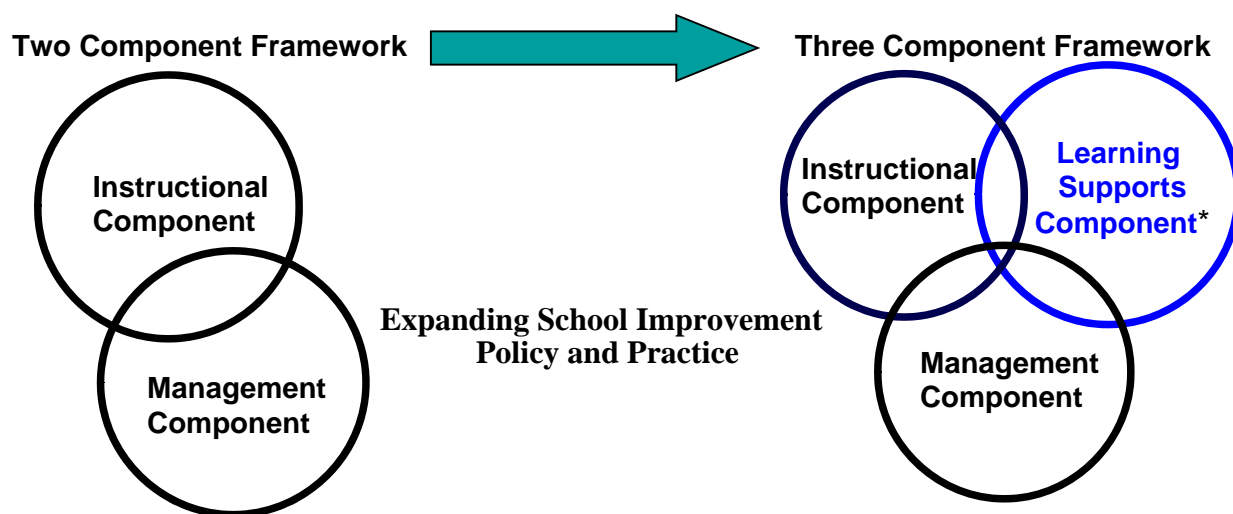 Two Component Framework
Three Component Framework
Instructional
Component
Management
Component
Expanding School Improvement
Policy and Practice
Instructional
Component
Learning
Supports
Component*
Management
Component